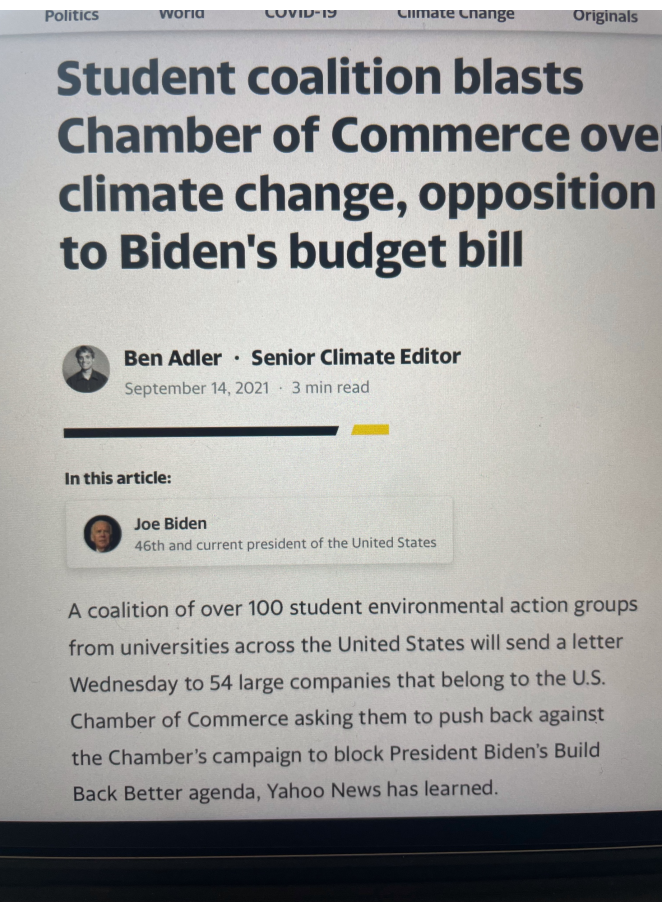 Politics World COVID-19 Climate Change Originals
Student coalition blasts
Chamber of Commerce ove
climate change, opposition
to Biden's budget bill
Ben Adler · Senior Climate Editor
September 14, 2021 · 3 min read
In this article:
Joe Biden
46th and current president of the United States
A coalition of over 100 student environmental action groups
from universities across the United States will send a letter
Wednesday to 54 large companies that belong to the U.S.
Chamber of Commerce asking them to push back against
the Chamber's campaign to block President Biden's Build
Back Better agenda, Yahoo News has learned.